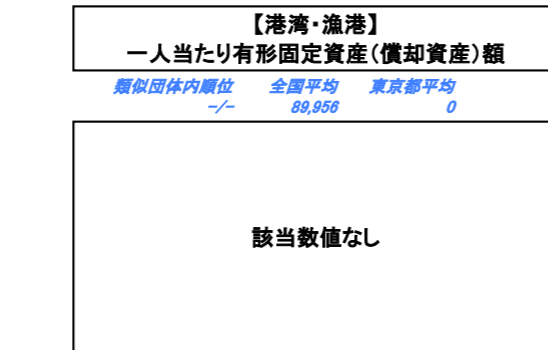 【港湾・漁港】
一人当たり有形固定資産(償却資産)額
類似団体内順位 全国平均 東京都平均
-/- 89,956 0
該当数値なし